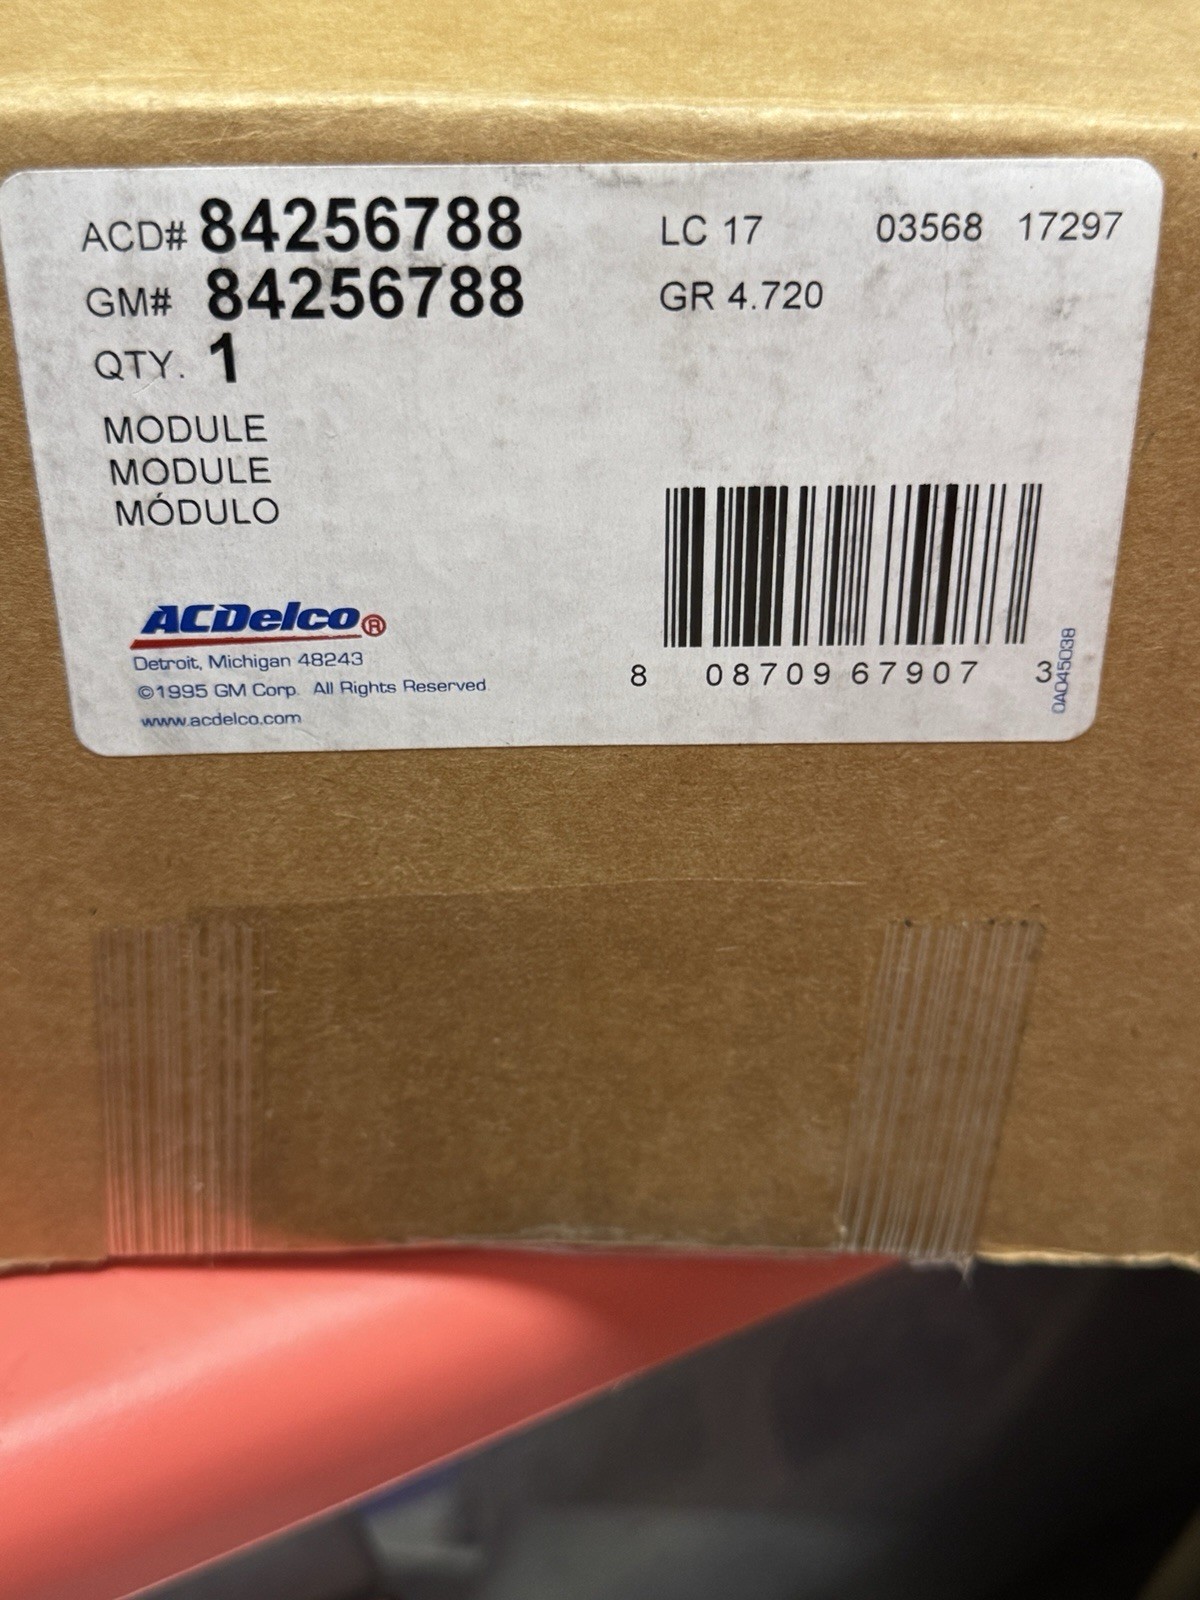 ACD# 84256788
GM# 84256788
QTY. 1
LC 17 03568 17297
GR 4.720
MODULE
MODULE
MÓDULO
ACDelco®
Detroit, Michigan 48243
©1995 GM Corp. All Rights Reserved.
www.acdelco.com
8 08709 67907 3
0A045038